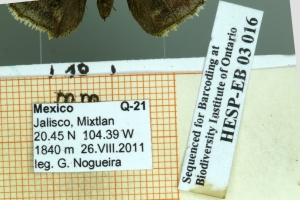 mm
Mexico Q-21
Jalisco, Mixtlan
20.45 N 104.39 W
1840 m 26.VIII.2011
leg. G. Nogueira
Sequenced for Barcoding at
Biodiversity Institute of Ontario
HESP-EB 03 016